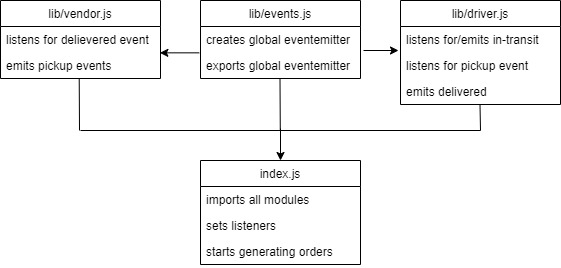 lib/vendor.js
listens for delievered event
emits pickup events
lib/events.js
creates global eventemitter
exports global eventemitter
lib/driver.js
listens for/emits in-transit
listens for pickup event
emits delivered
index.js
imports all modules
sets listeners
starts generating orders